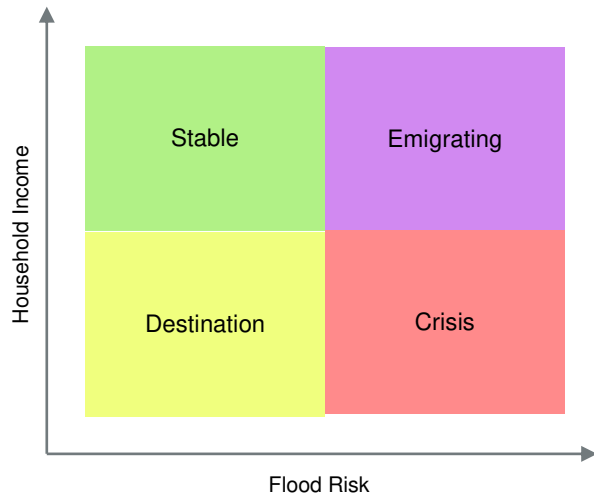 Household Income
Stable
Emigrating
Destination
Crisis
Flood Risk